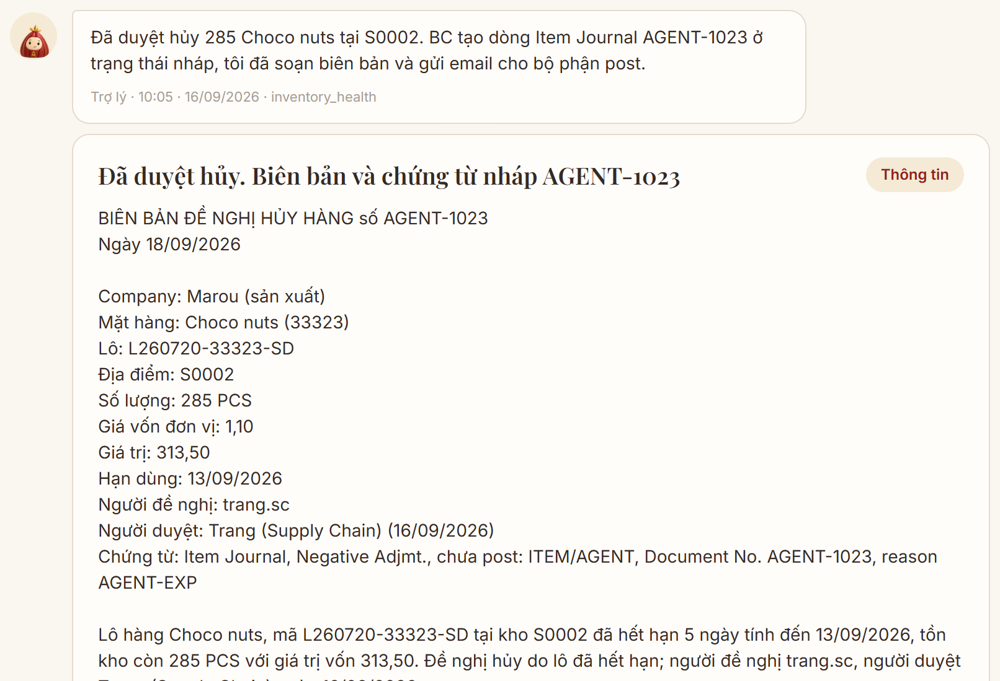 Đã duyệt hủy 285 Choco nuts tại S0002. BC tạo dòng Item Journal AGENT-1023 ở
trạng thái nháp, tôi đã soạn biên bản và gửi email cho bộ phận post.
Trợ lý · 10:05 · 16/09/2026 · inventory_health
Đã duyệt hủy. Biên bản và chứng từ nháp AGENT-1023
Thông tin
BIÊN BẢN ĐỀ NGHỊ HỦY HÀNG số AGENT-1023
Ngày 18/09/2026
Company: Marou (sản xuất)
Mặt hàng: Choco nuts (33323)
Lô: L260720-33323-SD
Địa điểm: S0002
Số lượng: 285 PCS
Giá vốn đơn vị: 1,10
Giá trị: 313,50
Hạn dùng: 13/09/2026
Người đề nghị: trang.sc
Người duyệt: Trang (Supply Chain) (16/09/2026)
Chứng từ: Item Journal, Negative Adjmt., chưa post: ITEM/AGENT, Document No. AGENT-1023, reason
AGENT-EXP
Lô hàng Choco nuts, mã L260720-33323-SD tại kho S0002 đã hết hạn 5 ngày tính đến 13/09/2026, tồn
kho còn 285 PCS với giá trị vốn 313,50. Đề nghị hủy do lô đã hết hạn; người đề nghị trang.sc, người duyệt